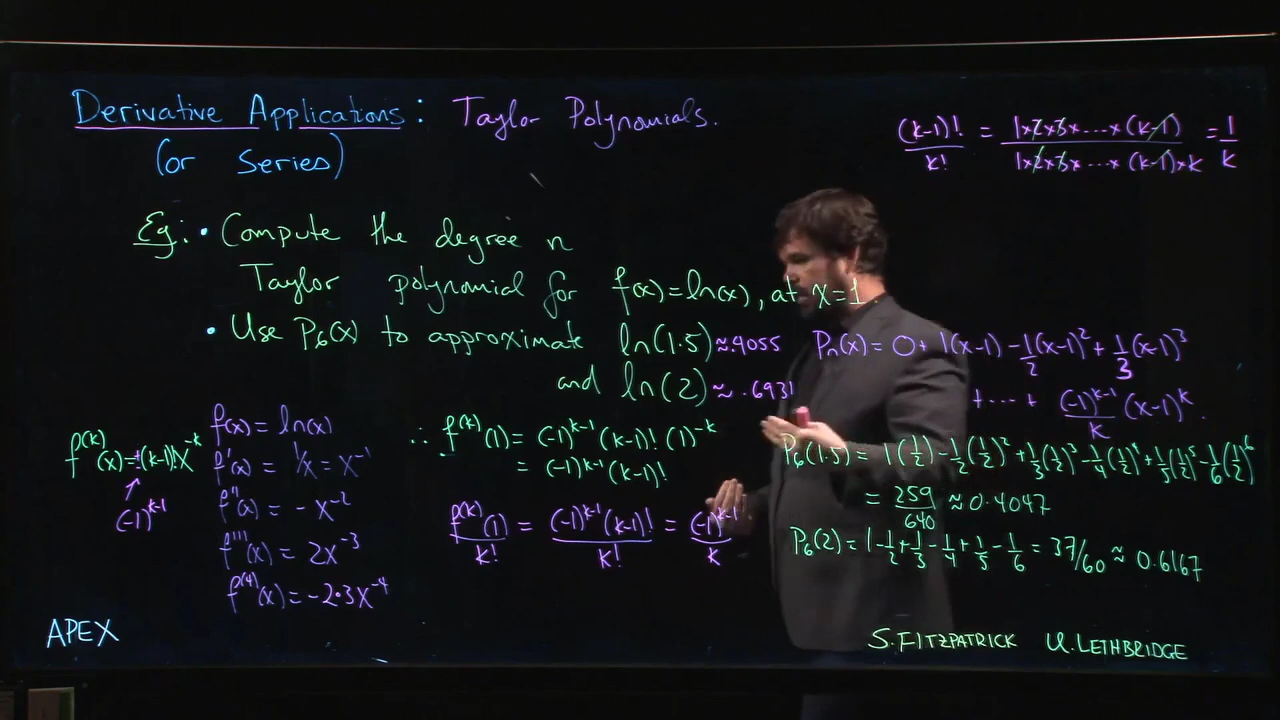 Derivative Applications: Taylor Polynomials.
(or Series)
(k-1)!/k! = 1×2×3×...×(k-1)/1×2×3×...×(k-1)×k = 1/k
Eg: • Compute the degree n
Taylor polynomial for f(x)=ln(x), at x=1
• Use P₆(x) to approximate ln(1.5) ≈ .4055
and ln(2) ≈ .6931
Pₙ(x) = 0 + 1(x-1) - 1/2(x-1)² + 1/3(x-1)³
+ ... + (-1)ᵏ⁻¹/k (x-1)ᵏ.
f⁽ᵏ⁾(x) = ±(k-1)!x⁻ᵏ
↑
(-1)ᵏ⁻¹
f(x) = ln(x)
f'(x) = 1/x = x⁻¹
f''(x) = -x⁻²
f'''(x) = 2x⁻³
f⁽⁴⁾(x) = -2·3x⁻⁴
∴ f⁽ᵏ⁾(1) = (-1)ᵏ⁻¹(k-1)!(1)⁻ᵏ
= (-1)ᵏ⁻¹(k-1)!
f⁽ᵏ⁾(1)/k! = (-1)ᵏ⁻¹(k-1)!/k! = (-1)ᵏ⁻¹/k
P₆(1.5) = 1(1/2) - 1/2(1/2)² + 1/3(1/2)³ - 1/4(1/2)⁴ + 1/5(1/2)⁵ - 1/6(1/2)⁶
= 259/640 ≈ 0.4047
P₆(2) = 1 - 1/2 + 1/3 - 1/4 + 1/5 - 1/6 = 37/60 ≈ 0.6167
APEX
S. FITZPATRICK U. LETHBRIDGE